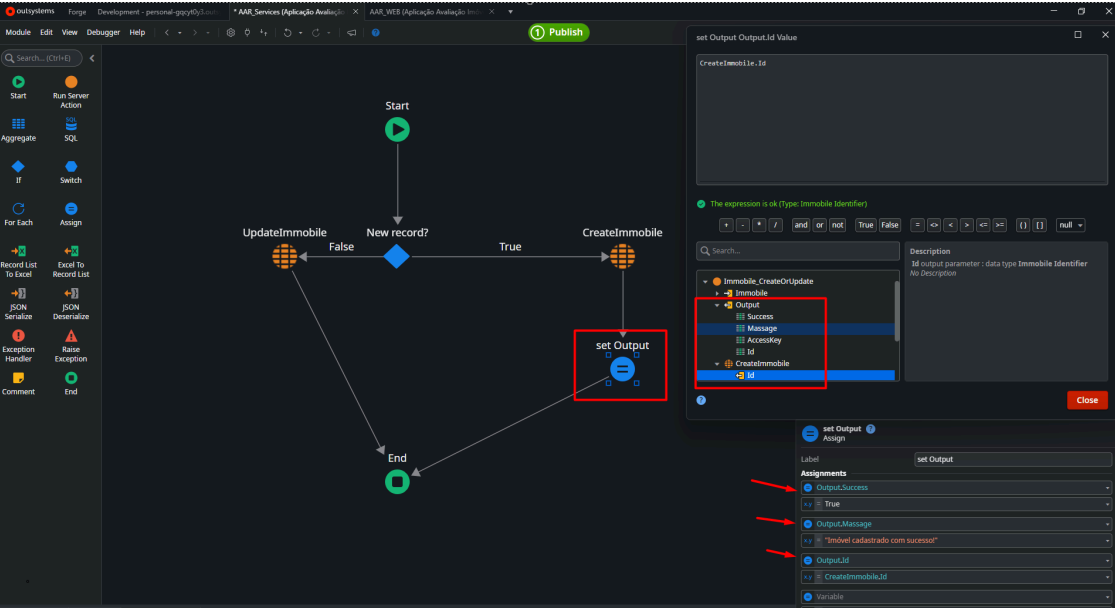 outsystems Forge Development - personal-gqcyt0y3.out * AAR_Services (Aplicação Avaliação AAR_WEB (Aplicação Avaliação
Module Edit View Debugger Help
1 Publish
Search... (Ctrl+E)
Start
Run Server
Action
Aggregate
SQL
SQL
If
Switch
For Each
Assign
Record List
To Excel
Excel To
Record List
JSON
Serialize
JSON
Deserialize
Exception
Handler
Raise
Exception
Comment
End
Start
UpdateImmobile
False
New record?
True
CreateImmobile
set Output
End
set Output Output.Id Value
CreateImmobile.Id
The expression is ok (Type: Immobile Identifier)
+ - * / and or not True False = <> < > <= >= () [] null
Search...
Immobile_CreateOrUpdate
Immobile
Output
Success
Massage
AccessKey
Id
CreateImmobile
Id
Description
Id output parameter : data type Immobile Identifier
No Description
Close
set Output
Assign
Label
set Output
Assignments
Output.Success
x.y = True
Output.Massage
x.y = "Imóvel cadastrado com sucesso!"
Output.Id
x.y = CreateImmobile.Id
Variable